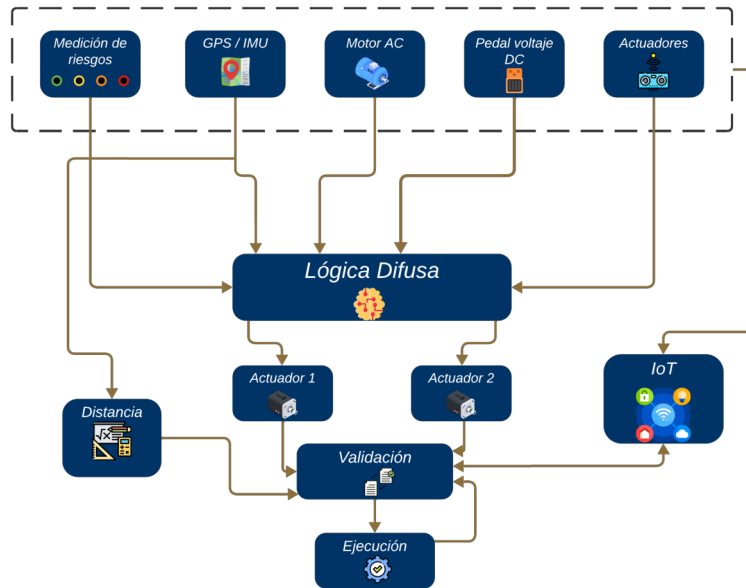 Medición de
riesgos
GPS / IMU
Motor AC
Pedal voltaje
DC
Actuadores
Lógica Difusa
Actuador 1
Actuador 2
IoT
Distancia
Validación
Ejecución